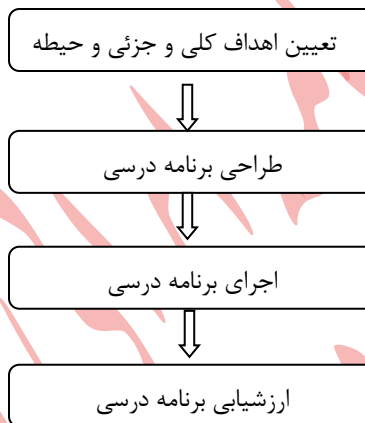 تعیین اهداف کلی و جزئی و حیطه
طراحی برنامه درسی
اجرای برنامه درسی
ارزشیابی برنامه درسی